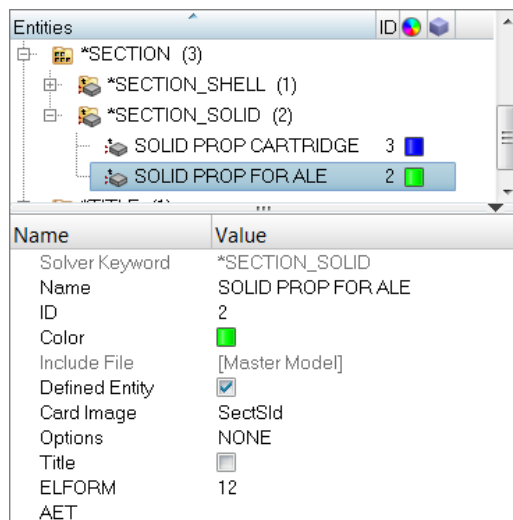 Entities ID
*SECTION (3)
*SECTION_SHELL (1)
*SECTION_SOLID (2)
SOLID PROP CARTRIDGE 3
SOLID PROP FOR ALE 2
*TITLE (1)
Name Value
Solver Keyword *SECTION_SOLID
Name SOLID PROP FOR ALE
ID 2
Color
Include File [Master Model]
Defined Entity
Card Image SectSld
Options NONE
Title
ELFORM 12
AET